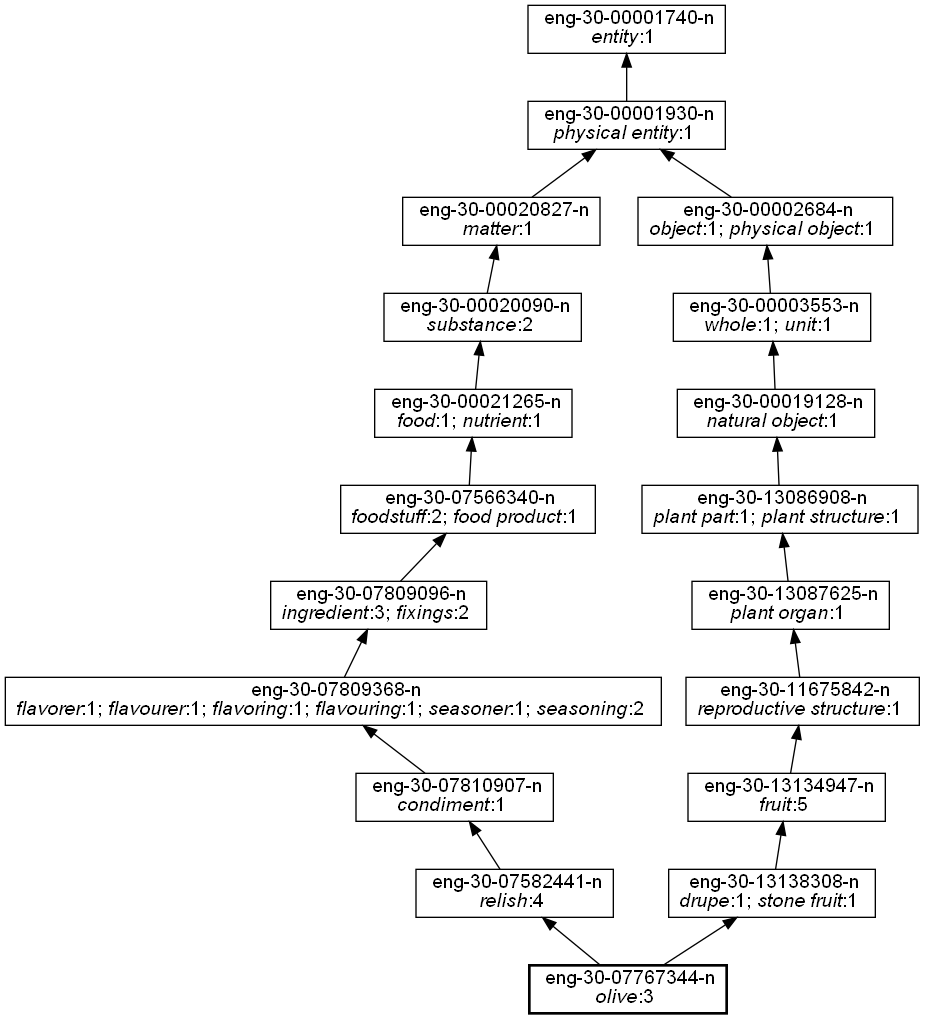 eng-30-00001740-n
entity:1
eng-30-00001930-n
physical entity:1
eng-30-00020827-n
matter:1
eng-30-00002684-n
object:1; physical object:1
eng-30-00020090-n
substance:2
eng-30-00003553-n
whole:1; unit:1
eng-30-00021265-n
food:1; nutrient:1
eng-30-00019128-n
natural object:1
eng-30-07566340-n
foodstuff:2; food product:1
eng-30-13086908-n
plant part:1; plant structure:1
eng-30-07809096-n
ingredient:3; fixings:2
eng-30-13087625-n
plant organ:1
eng-30-07809368-n
flavorer:1; flavourer:1; flavoring:1; flavouring:1; seasoner:1; seasoning:2
eng-30-11675842-n
reproductive structure:1
eng-30-07810907-n
condiment:1
eng-30-13134947-n
fruit:5
eng-30-07582441-n
relish:4
eng-30-13138308-n
drupe:1; stone fruit:1
eng-30-07767344-n
olive:3